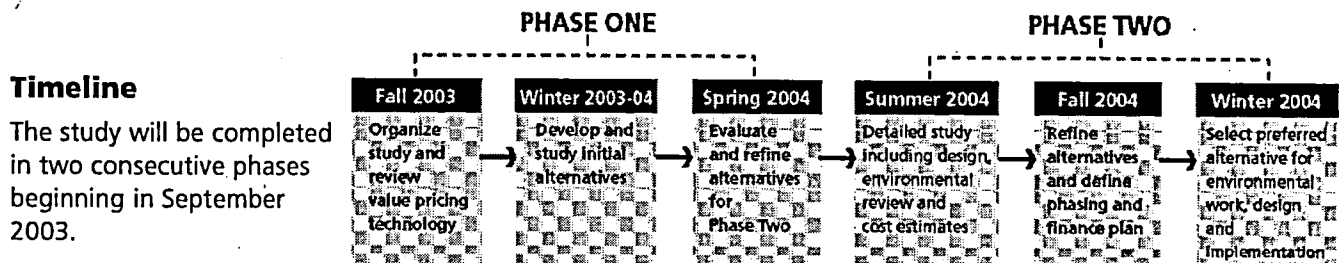 PHASE ONE
PHASE TWO
Timeline
The study will be completed
in two consecutive phases
beginning in September
2003.
Fall 2003
Organize
study and
review
value pricing
technology
Winter 2003-04
Develop and
study initial
alternatives
Spring 2004
Evaluate
and refine
alternatives
for
Phase Two
Summer 2004
Detailed study
including design,
environmental
review and
cost estimates
Fall 2004
Refine
alternatives
and define
phasing and
finance plan
Winter 2004
Select preferred
alternative for
environmental
work, design
and
implementation